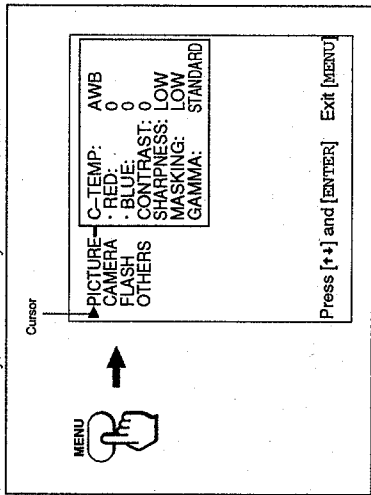 Cursor
MENU
PICTURE C-TEMP: AWB
CAMERA · RED: 0
FLASH · BLUE: 0
OTHERS CONTRAST: 0
SHARPNESS: LOW
MASKING: LOW
GAMMA: STANDARD
Press [↑↓] and [ENTER] Exit [MENU]